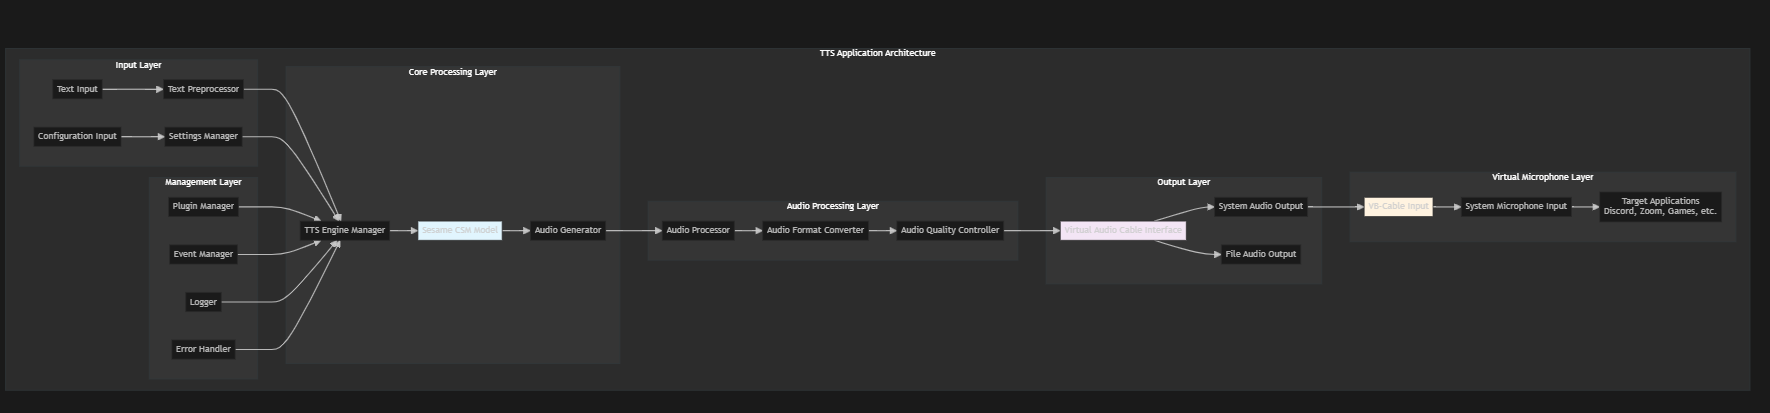 TTS Application Architecture
Input Layer
Text Input
Text Preprocessor
Configuration Input
Settings Manager
Management Layer
Plugin Manager
Event Manager
Logger
Error Handler
Core Processing Layer
TTS Engine Manager
Sesame CSM Model
Audio Generator
Audio Processing Layer
Audio Processor
Audio Format Converter
Audio Quality Controller
Output Layer
Virtual Audio Cable Interface
System Audio Output
File Audio Output
Virtual Microphone Layer
VB-Cable Input
System Microphone Input
Target Applications
Discord, Zoom, Games, etc.